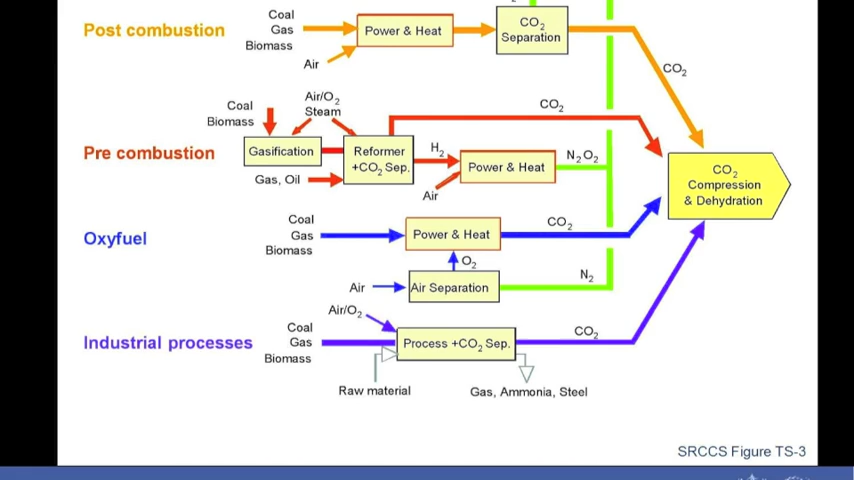 Post combustion
Coal
Gas
Biomass
Air
Power & Heat
CO₂
Separation
CO₂
Pre combustion
Coal
Biomass
Air/O₂
Steam
Gasification
Gas, Oil
Reformer
+CO₂ Sep.
H₂
Air
Power & Heat
N₂O₂
CO₂
CO₂
Compression
& Dehydration
Oxyfuel
Coal
Gas
Biomass
Power & Heat
CO₂
O₂
Air
Air Separation
N₂
Industrial processes
Air/O₂
Coal
Gas
Biomass
Process +CO₂ Sep.
CO₂
Raw material
Gas, Ammonia, Steel
SRCCS Figure TS-3